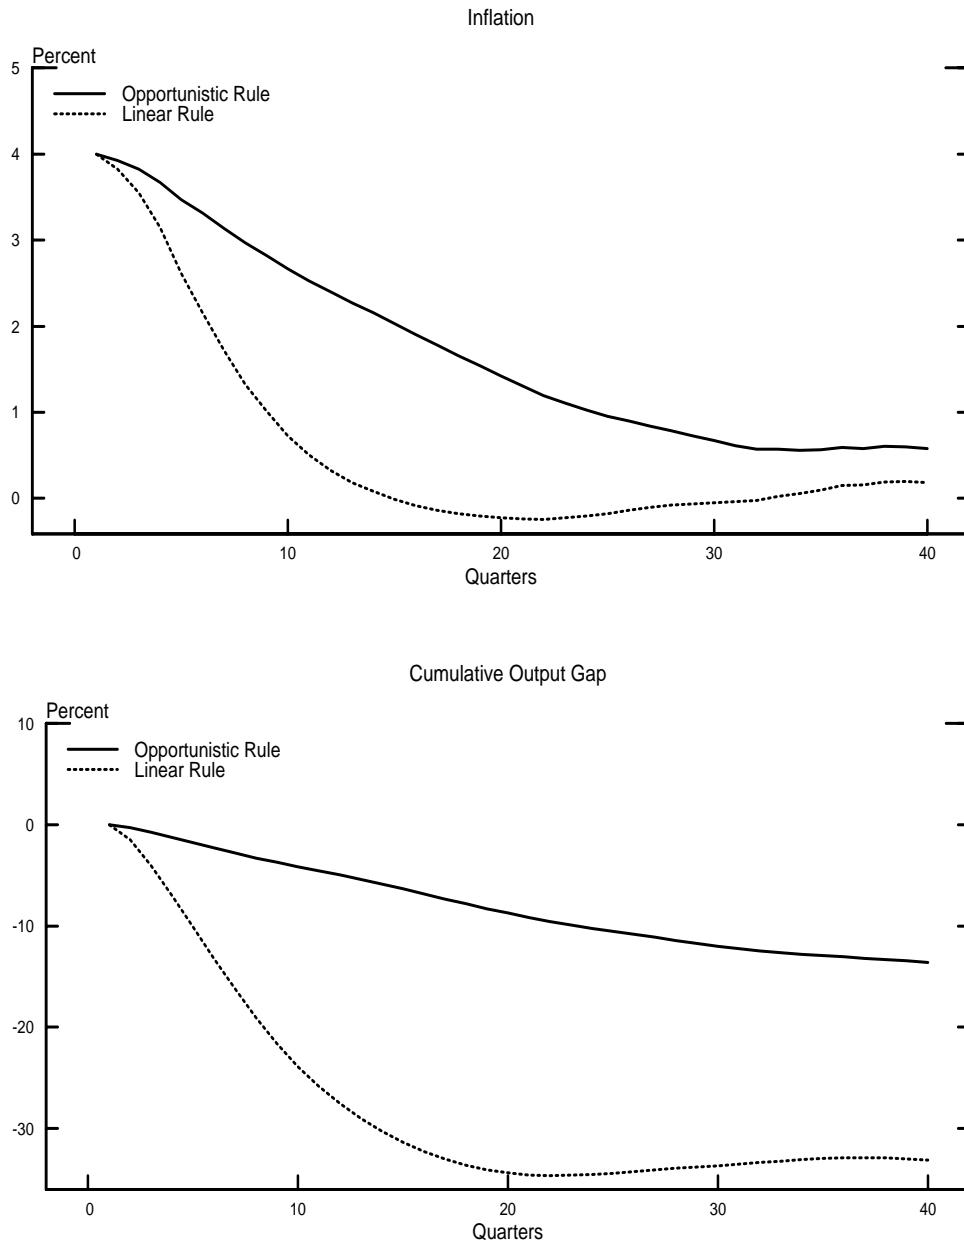 Inflation
Percent
5
Opportunistic Rule
Linear Rule
4
3
2
1
0
0 10 20 30 40
Quarters
Cumulative Output Gap
Percent
10
Opportunistic Rule
Linear Rule
0
-10
-20
-30
0 10 20 30 40
Quarters